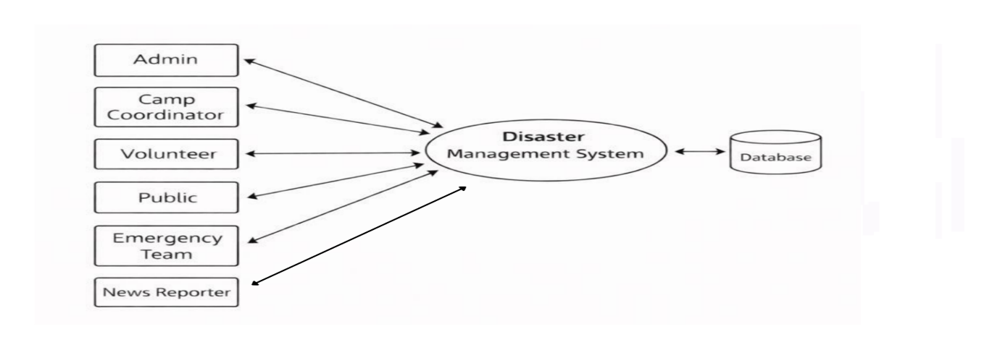 Admin
Camp
Coordinator
Volunteer
Public
Emergency
Team
News Reporter
Disaster
Management System
Database